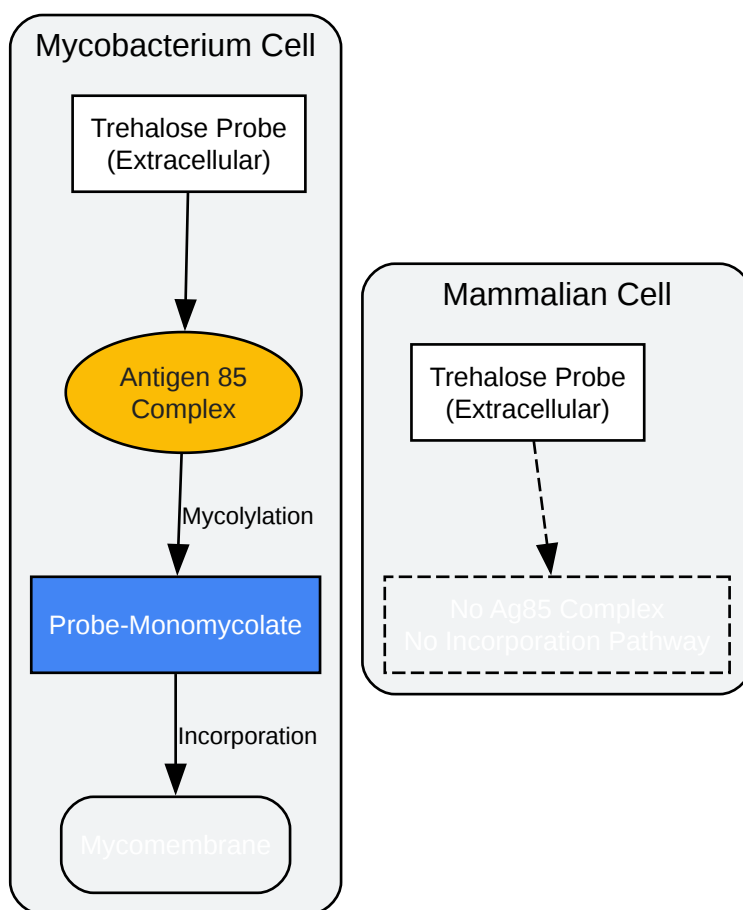 Mycobacterium Cell
Trehalose Probe
(Extracellular)
Antigen 85
Complex
Mycolylation
Probe-Monomycolate
Incorporation
Mycomembrane
Mammalian Cell
Trehalose Probe
(Extracellular)
No Ag85 Complex
No Incorporation Pathway